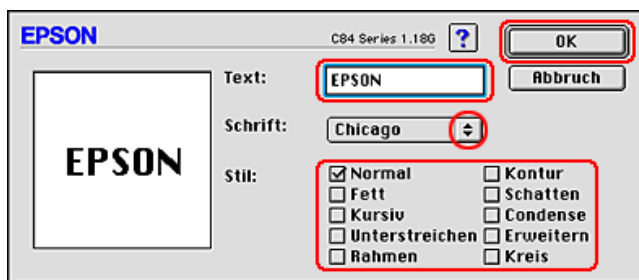 EPSON C84 Series 1.18G ? OK
Text: EPSON Abbruch
Schrift: Chicago
EPSON
Stil: Normal Kontur
Fett Schatten
Kursiv Condense
Unterstreichen Erweitern
Rahmen Kreis